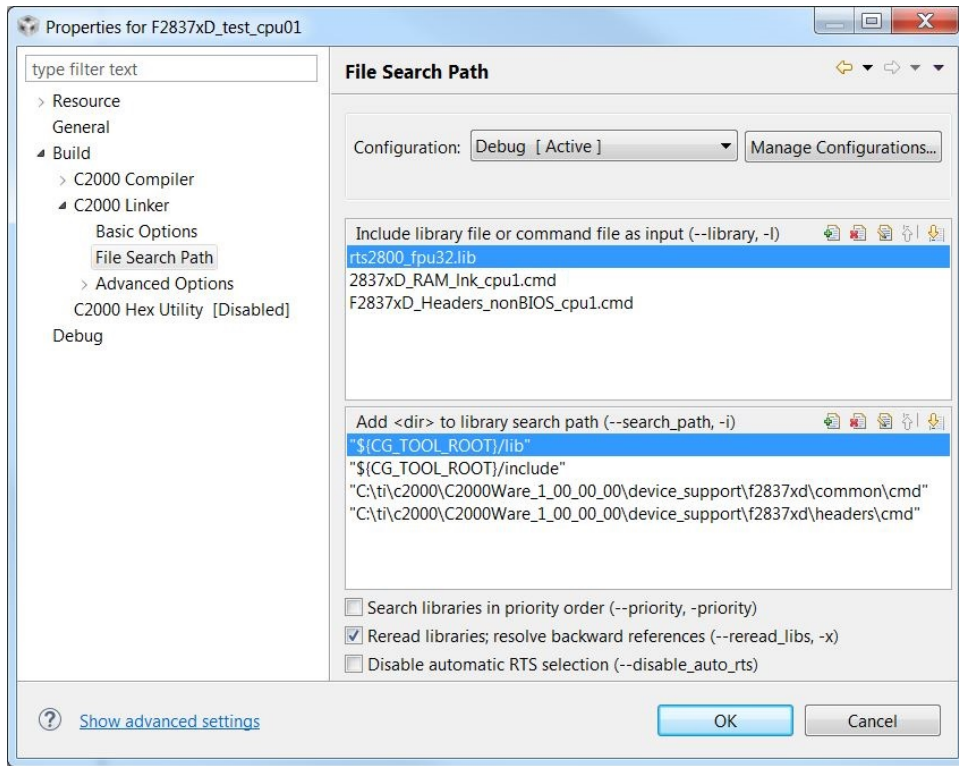 Properties for F2837xD_test_cpu01
type filter text
Resource
General
Build
C2000 Compiler
C2000 Linker
Basic Options
File Search Path
Advanced Options
C2000 Hex Utility [Disabled]
Debug
File Search Path
Configuration: Debug [ Active ] Manage Configurations...
Include library file or command file as input (--library, -l)
rts2800_fpu32.lib
2837xD_RAM_lnk_cpu1.cmd
F2837xD_Headers_nonBIOS_cpu1.cmd
Add <dir> to library search path (--search_path, -i)
"${CG_TOOL_ROOT}/lib"
"${CG_TOOL_ROOT}/include"
"C:\ti\c2000\C2000Ware_1_00_00_00\device_support\f2837xd\common\cmd"
"C:\ti\c2000\C2000Ware_1_00_00_00\device_support\f2837xd\headers\cmd"
Search libraries in priority order (--priority, -priority)
Reread libraries; resolve backward references (--reread_libs, -x)
Disable automatic RTS selection (--disable_auto_rts)
Show advanced settings
OK Cancel